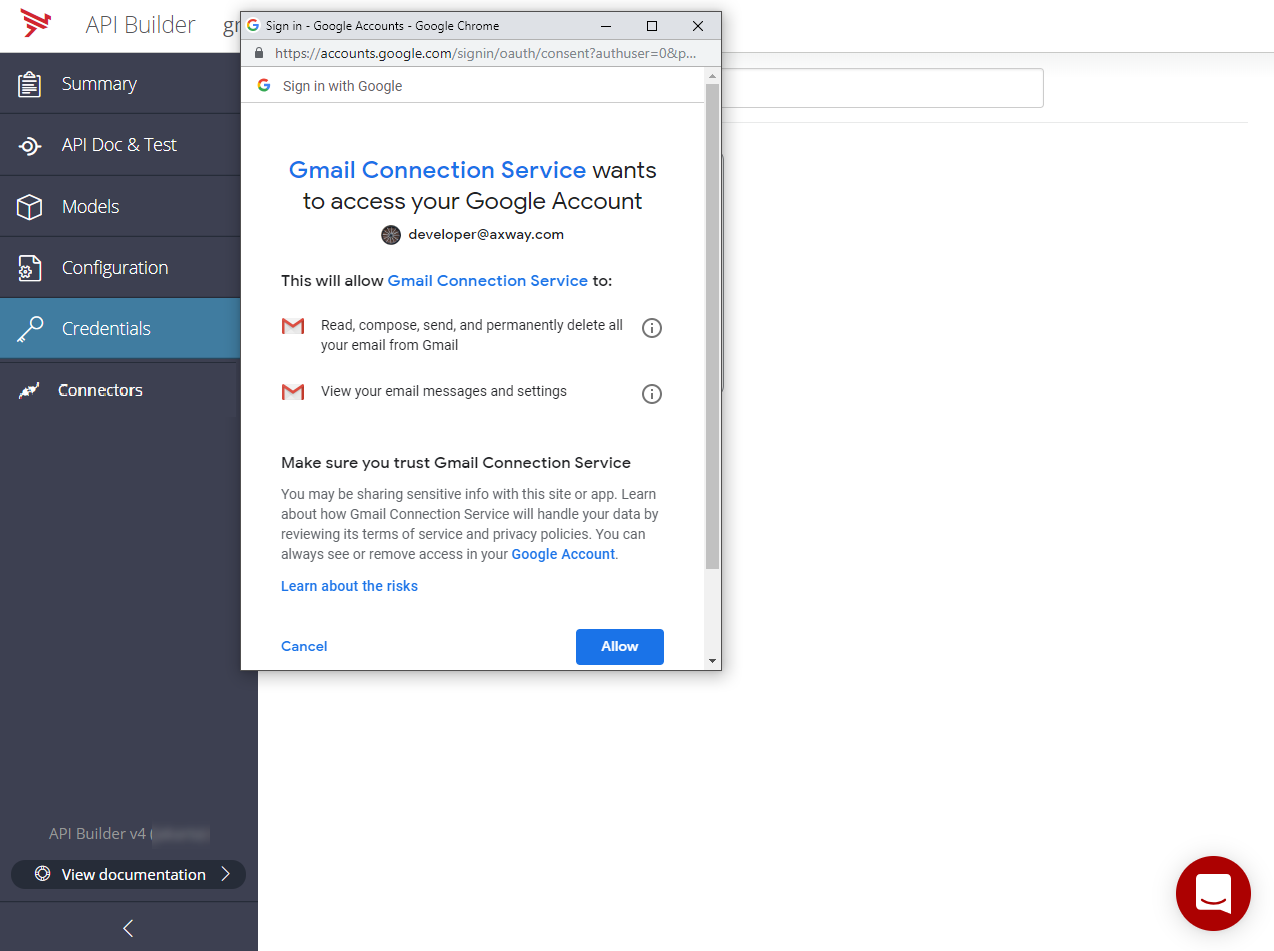 API Builder gr
Sign in - Google Accounts - Google Chrome
https://accounts.google.com/signin/oauth/consent?authuser=0&p...
Sign in with Google
Summary
API Doc & Test
Models
Configuration
Credentials
Connectors
Gmail Connection Service wants
to access your Google Account
developer@axway.com
This will allow Gmail Connection Service to:
Read, compose, send, and permanently delete all
your email from Gmail
View your email messages and settings
Make sure you trust Gmail Connection Service
You may be sharing sensitive info with this site or app. Learn
about how Gmail Connection Service will handle your data by
reviewing its terms of service and privacy policies. You can
always see or remove access in your Google Account.
Learn about the risks
Cancel
Allow
API Builder v4 (
View documentation